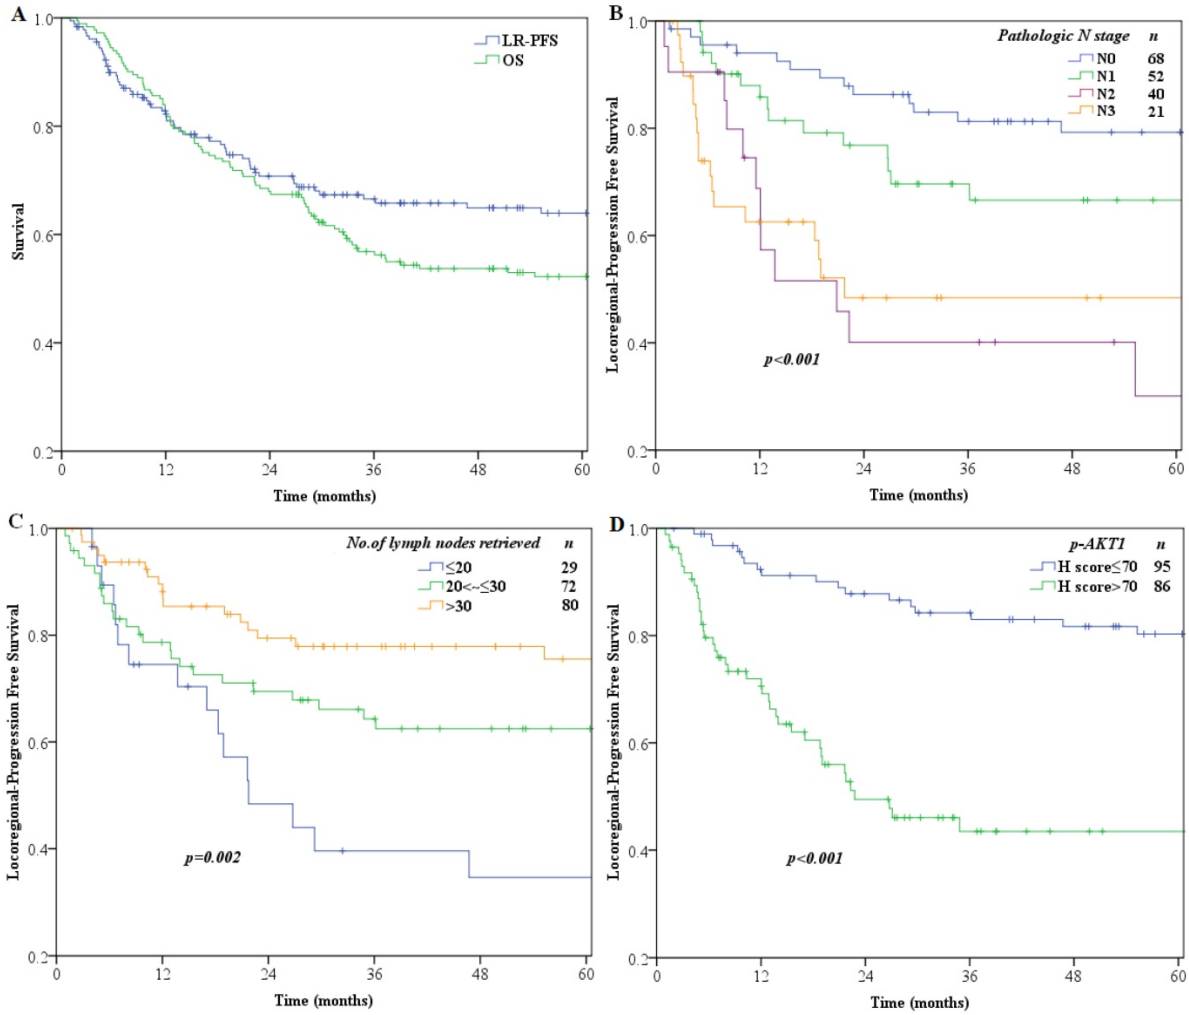 A
1.0
0.8
0.6
0.4
0.2
Survival
LR-PFS
OS
0 12 24 36 48 60
Time (months)
B
1.0
0.8
0.6
0.4
0.2
Locoregional-Progression Free Survival
Pathologic N stage n
N0 68
N1 52
N2 40
N3 21
p<0.001
0 12 24 36 48 60
Time (months)
C
1.0
0.8
0.6
0.4
0.2
Locoregional-Progression Free Survival
No.of lymph nodes retrieved n
≤20 29
20<~≤30 72
>30 80
p=0.002
0 12 24 36 48 60
Time (months)
D
1.0
0.8
0.6
0.4
0.2
Locoregional-Progression Free Survival
p-AKT1 n
H score≤70 95
H score>70 86
p<0.001
0 12 24 36 48 60
Time (months)